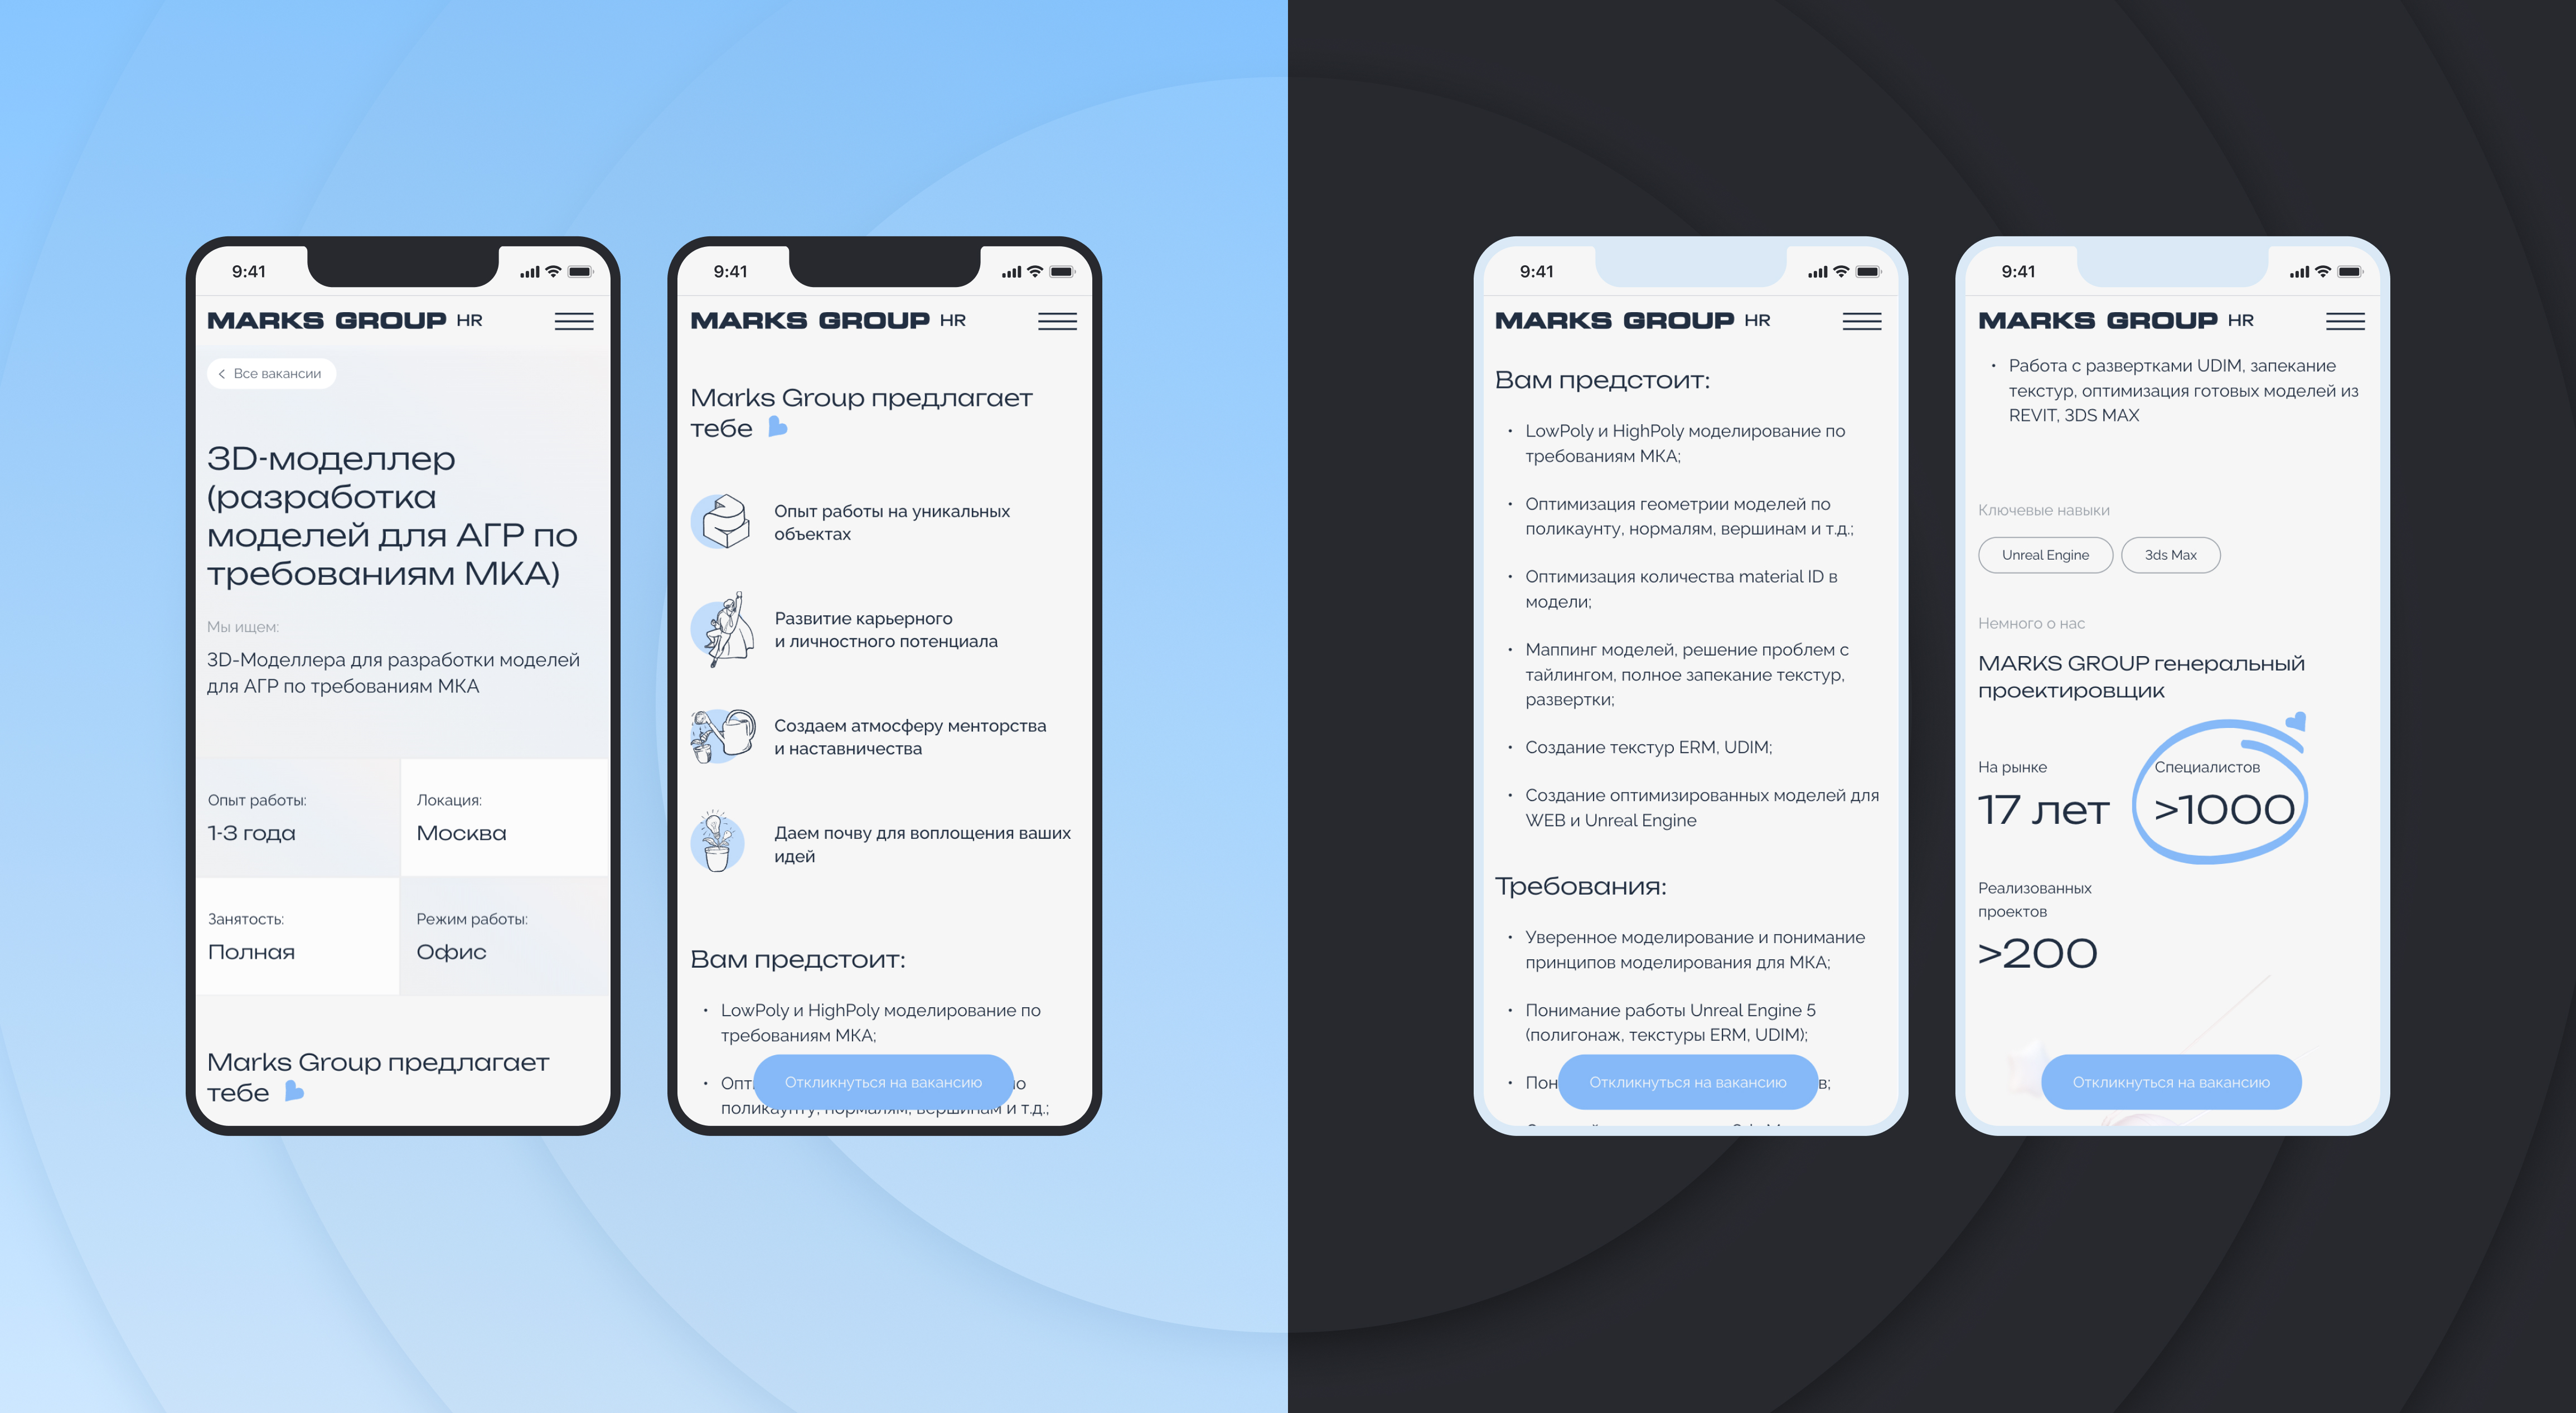 9:41
MARKS GROUP HR
Все вакансии
3D-моделлер
(разработка
моделей для АГР по
требованиям МКА)
Мы ищем:
3D-Моделлера для разработки моделей
для АГР по требованиям МКА
Опыт работы:
1-3 года
Локация:
Москва
Занятость:
Полная
Режим работы:
Офис
Marks Group предлагает
тебе
9:41
MARKS GROUP HR
Marks Group предлагает
тебе
Опыт работы на уникальных
объектах
Развитие карьерного
и личностного потенциала
Создаем атмосферу менторства
и наставничества
Даем почву для воплощения ваших
идей
Вам предстоит:
• LowPoly и HighPoly моделирование по
требованиям МКА;
Откликнуться на вакансию
и т.д.;
9:41
MARKS GROUP HR
Вам предстоит:
• LowPoly и HighPoly моделирование по
требованиям МКА;
• Оптимизация геометрии моделей по
поликаунту, нормалям, вершинам и т.д.;
• Оптимизация количества material ID в
модели;
• Маппинг моделей, решение проблем с
тайлингом, полное запекание текстур,
развертки;
• Создание текстур ERM, UDIM;
• Создание оптимизированных моделей для
WEB и Unreal Engine
Требования:
• Уверенное моделирование и понимание
принципов моделирования для МКА;
• Понимание работы Unreal Engine 5
(полигонаж, текстуры ERM, UDIM);
Откликнуться на вакансию
9:41
MARKS GROUP HR
• Работа с развертками UDIM, запекание
текстур, оптимизация готовых моделей из
REVIT, 3DS MAX
Ключевые навыки
Unreal Engine
3ds Max
Немного о нас
MARKS GROUP генеральный
проектировщик
На рынке
17 лет
Специалистов
>1000
Реализованных
проектов
>200
Откликнуться на вакансию